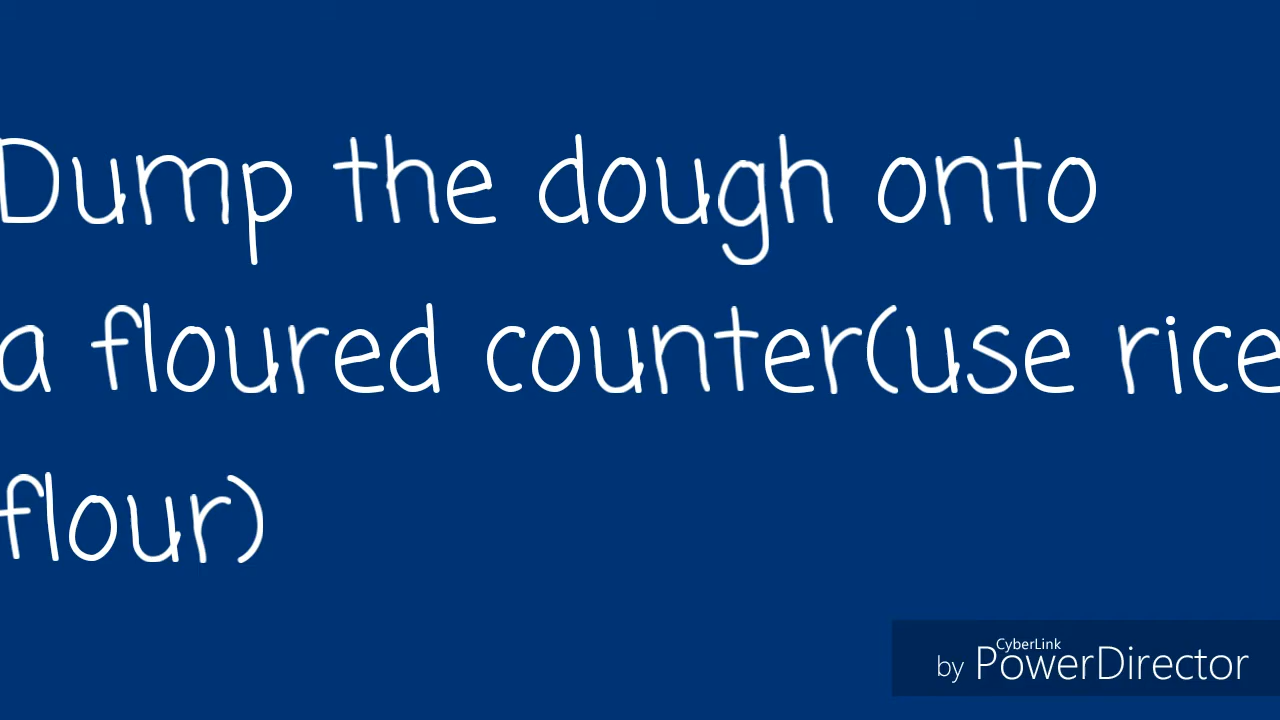 Dump the dough onto
a floured counter(use rice
flour)
by CyberLink PowerDirector